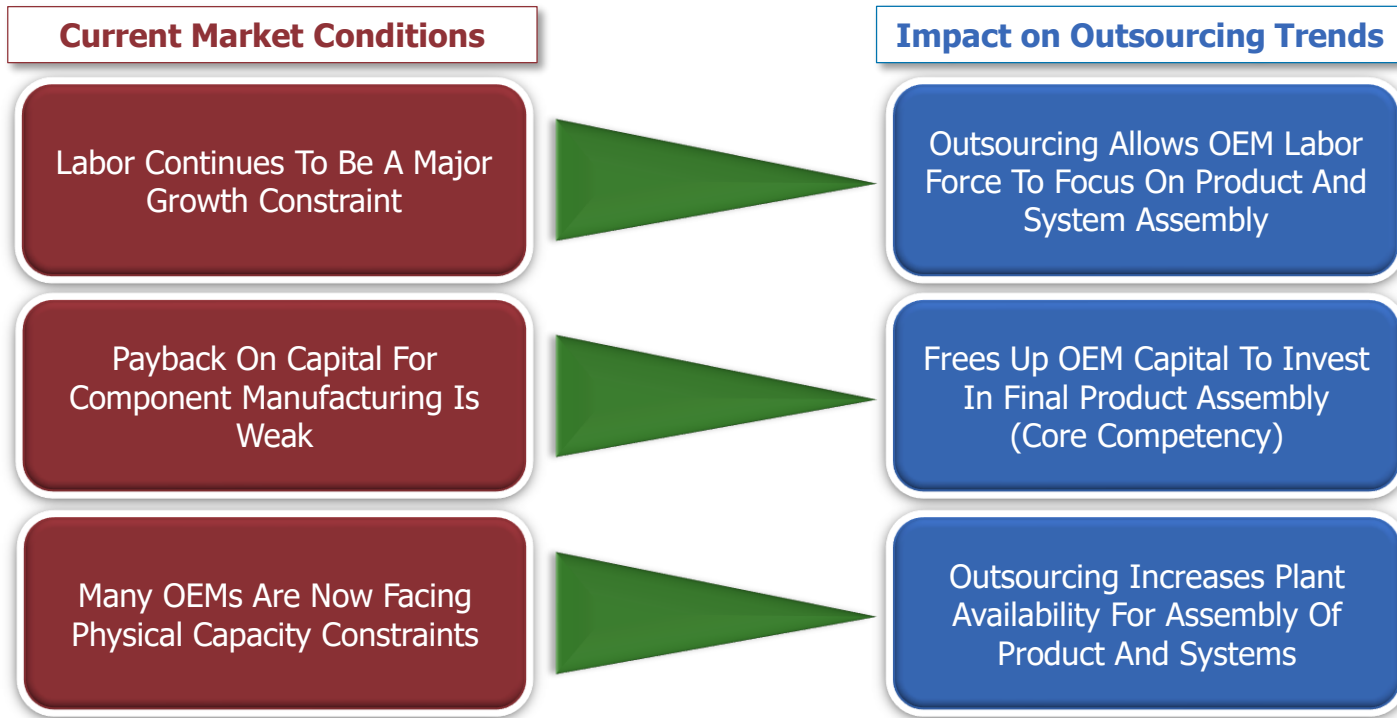 Current Market Conditions
Impact on Outsourcing Trends
Labor Continues To Be A Major
Growth Constraint
Outsourcing Allows OEM Labor
Force To Focus On Product And
System Assembly
Payback On Capital For
Component Manufacturing Is
Weak
Frees Up OEM Capital To Invest
In Final Product Assembly
(Core Competency)
Many OEMs Are Now Facing
Physical Capacity Constraints
Outsourcing Increases Plant
Availability For Assembly Of
Product And Systems